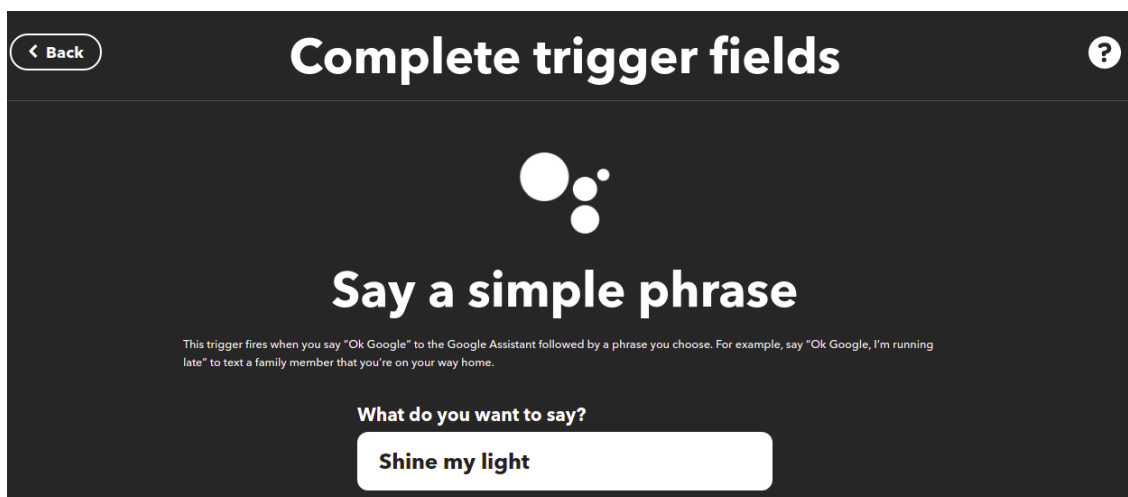 Back
Complete trigger fields
?
Say a simple phrase
This trigger fires when you say “Ok Google” to the Google Assistant followed by a phrase you choose. For example, say “Ok Google, I’m running
late” to text a family member that you’re on your way home.
What do you want to say?
Shine my light